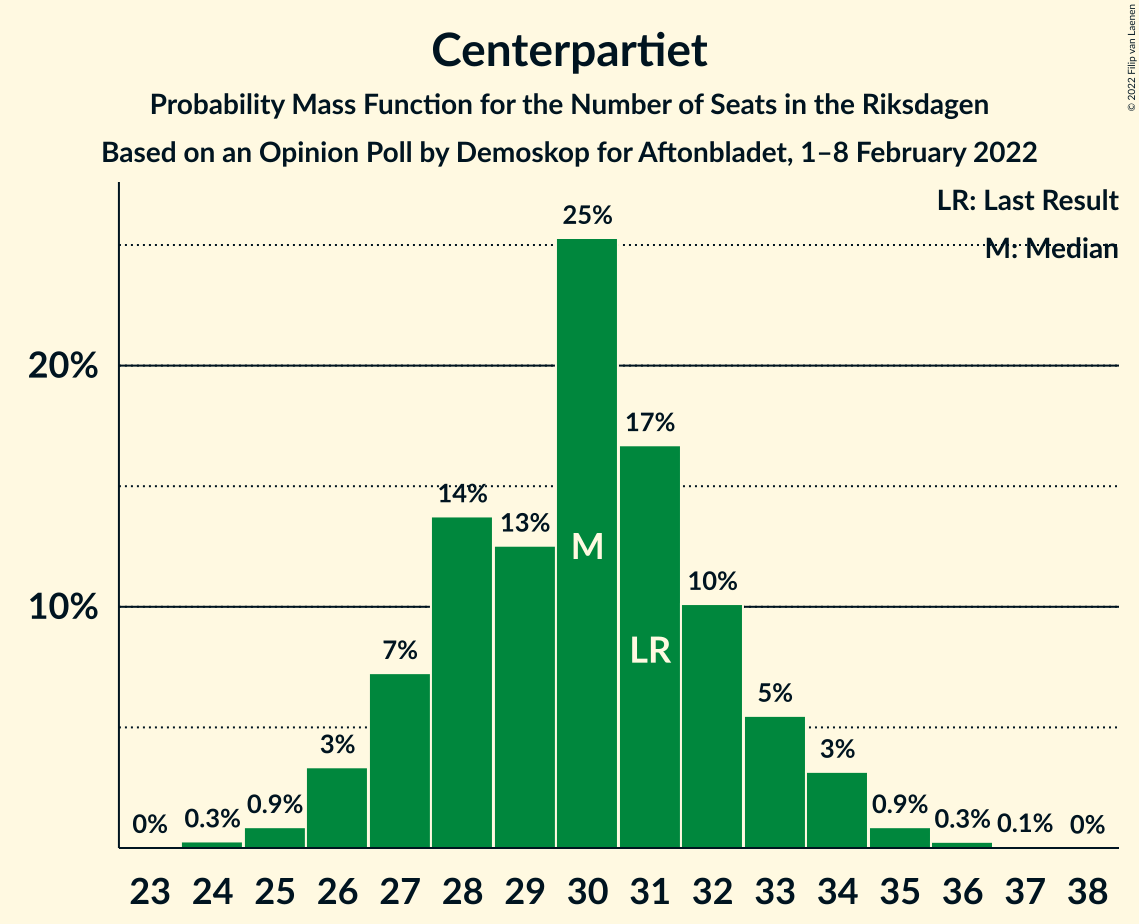 Centerpartiet
Probability Mass Function for the Number of Seats in the Riksdagen
Based on an Opinion Poll by Demoskop for Aftonbladet, 1–8 February 2022
© 2022 Filip van Laenen
LR: Last Result
M: Median
20%
10%
0%
0.3%
0.9%
3%
7%
14%
13%
25%
17%
10%
5%
3%
0.9%
0.3%
0.1%
0%
M
LR
23 24 25 26 27 28 29 30 31 32 33 34 35 36 37 38